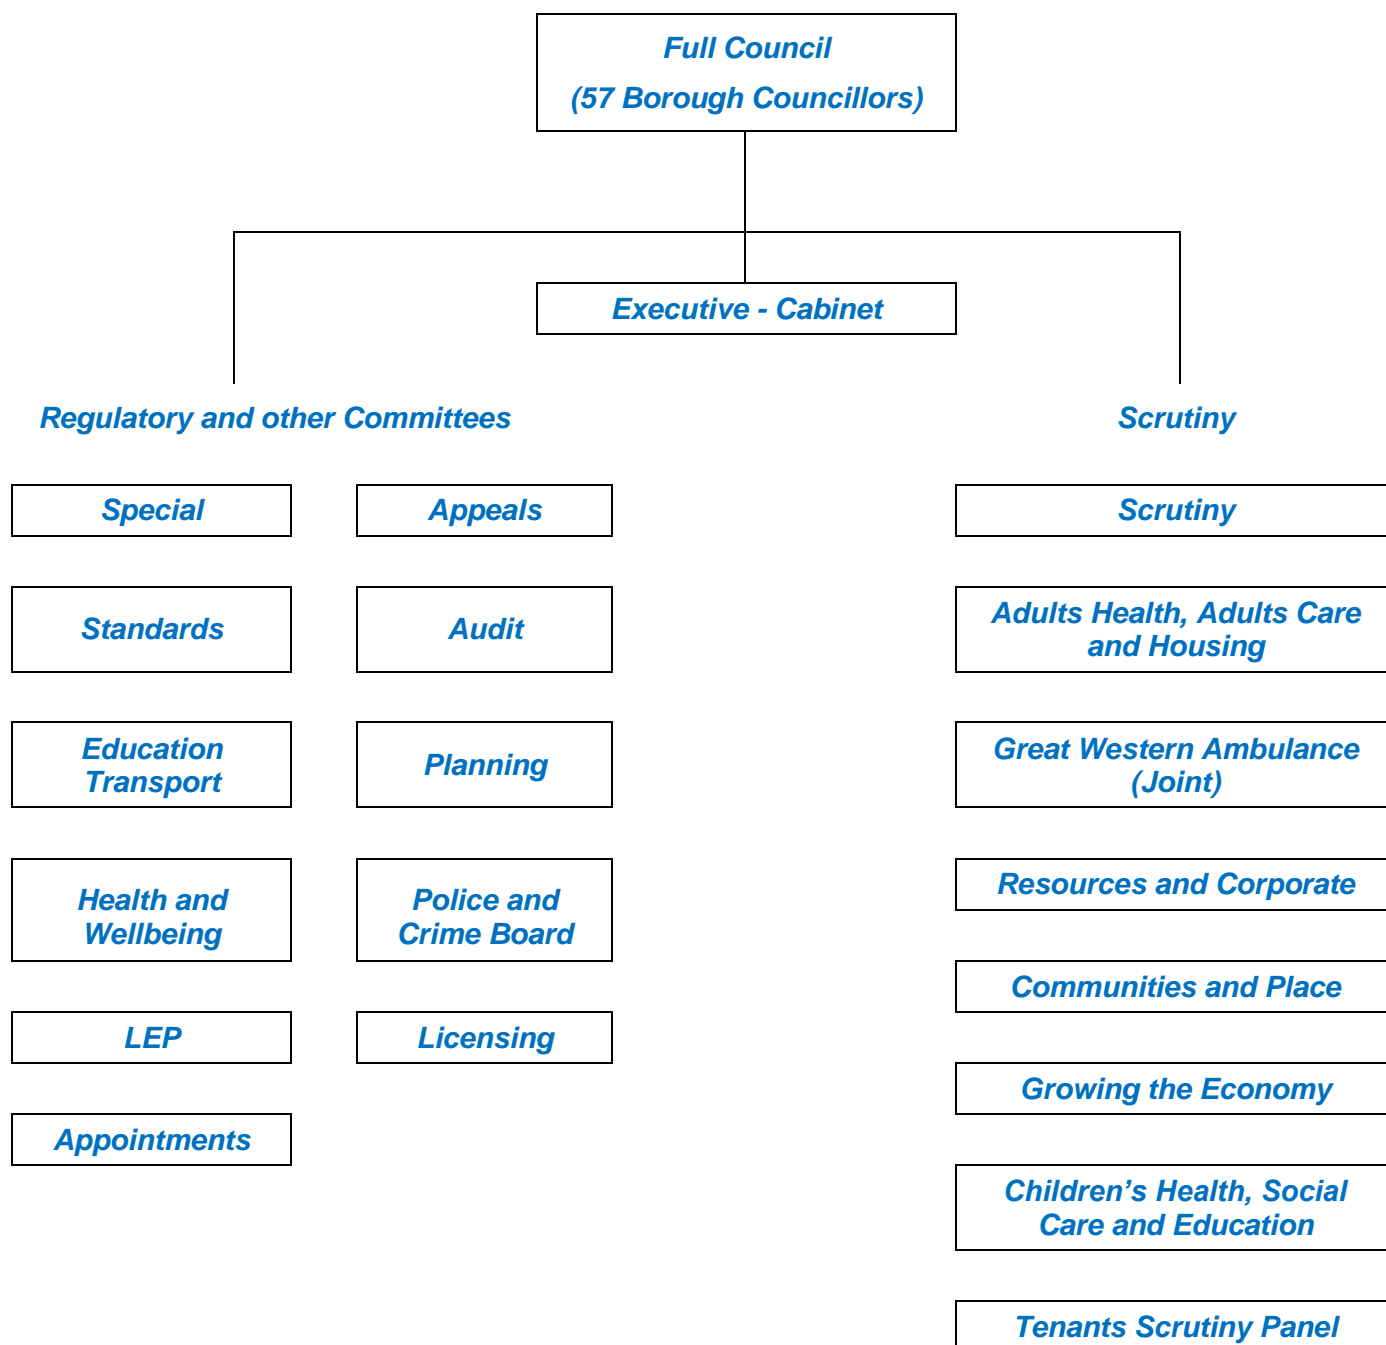 Full Council
(57 Borough Councillors)
Executive - Cabinet
Regulatory and other Committees
Scrutiny
Special
Appeals
Scrutiny
Standards
Audit
Adults Health, Adults Care
and Housing
Education
Transport
Planning
Great Western Ambulance
(Joint)
Health and
Wellbeing
Police and
Crime Board
Resources and Corporate
Communities and Place
LEP
Licensing
Growing the Economy
Appointments
Children’s Health, Social
Care and Education
Tenants Scrutiny Panel